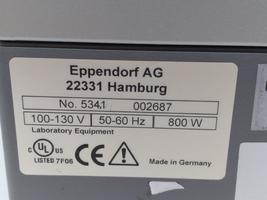 Eppendorf AG
22331 Hamburg
No. 5341 002687
100-130 V 50-60 Hz 800 W
Laboratory Equipment
c UL US
LISTED 7F06 Made in Germany